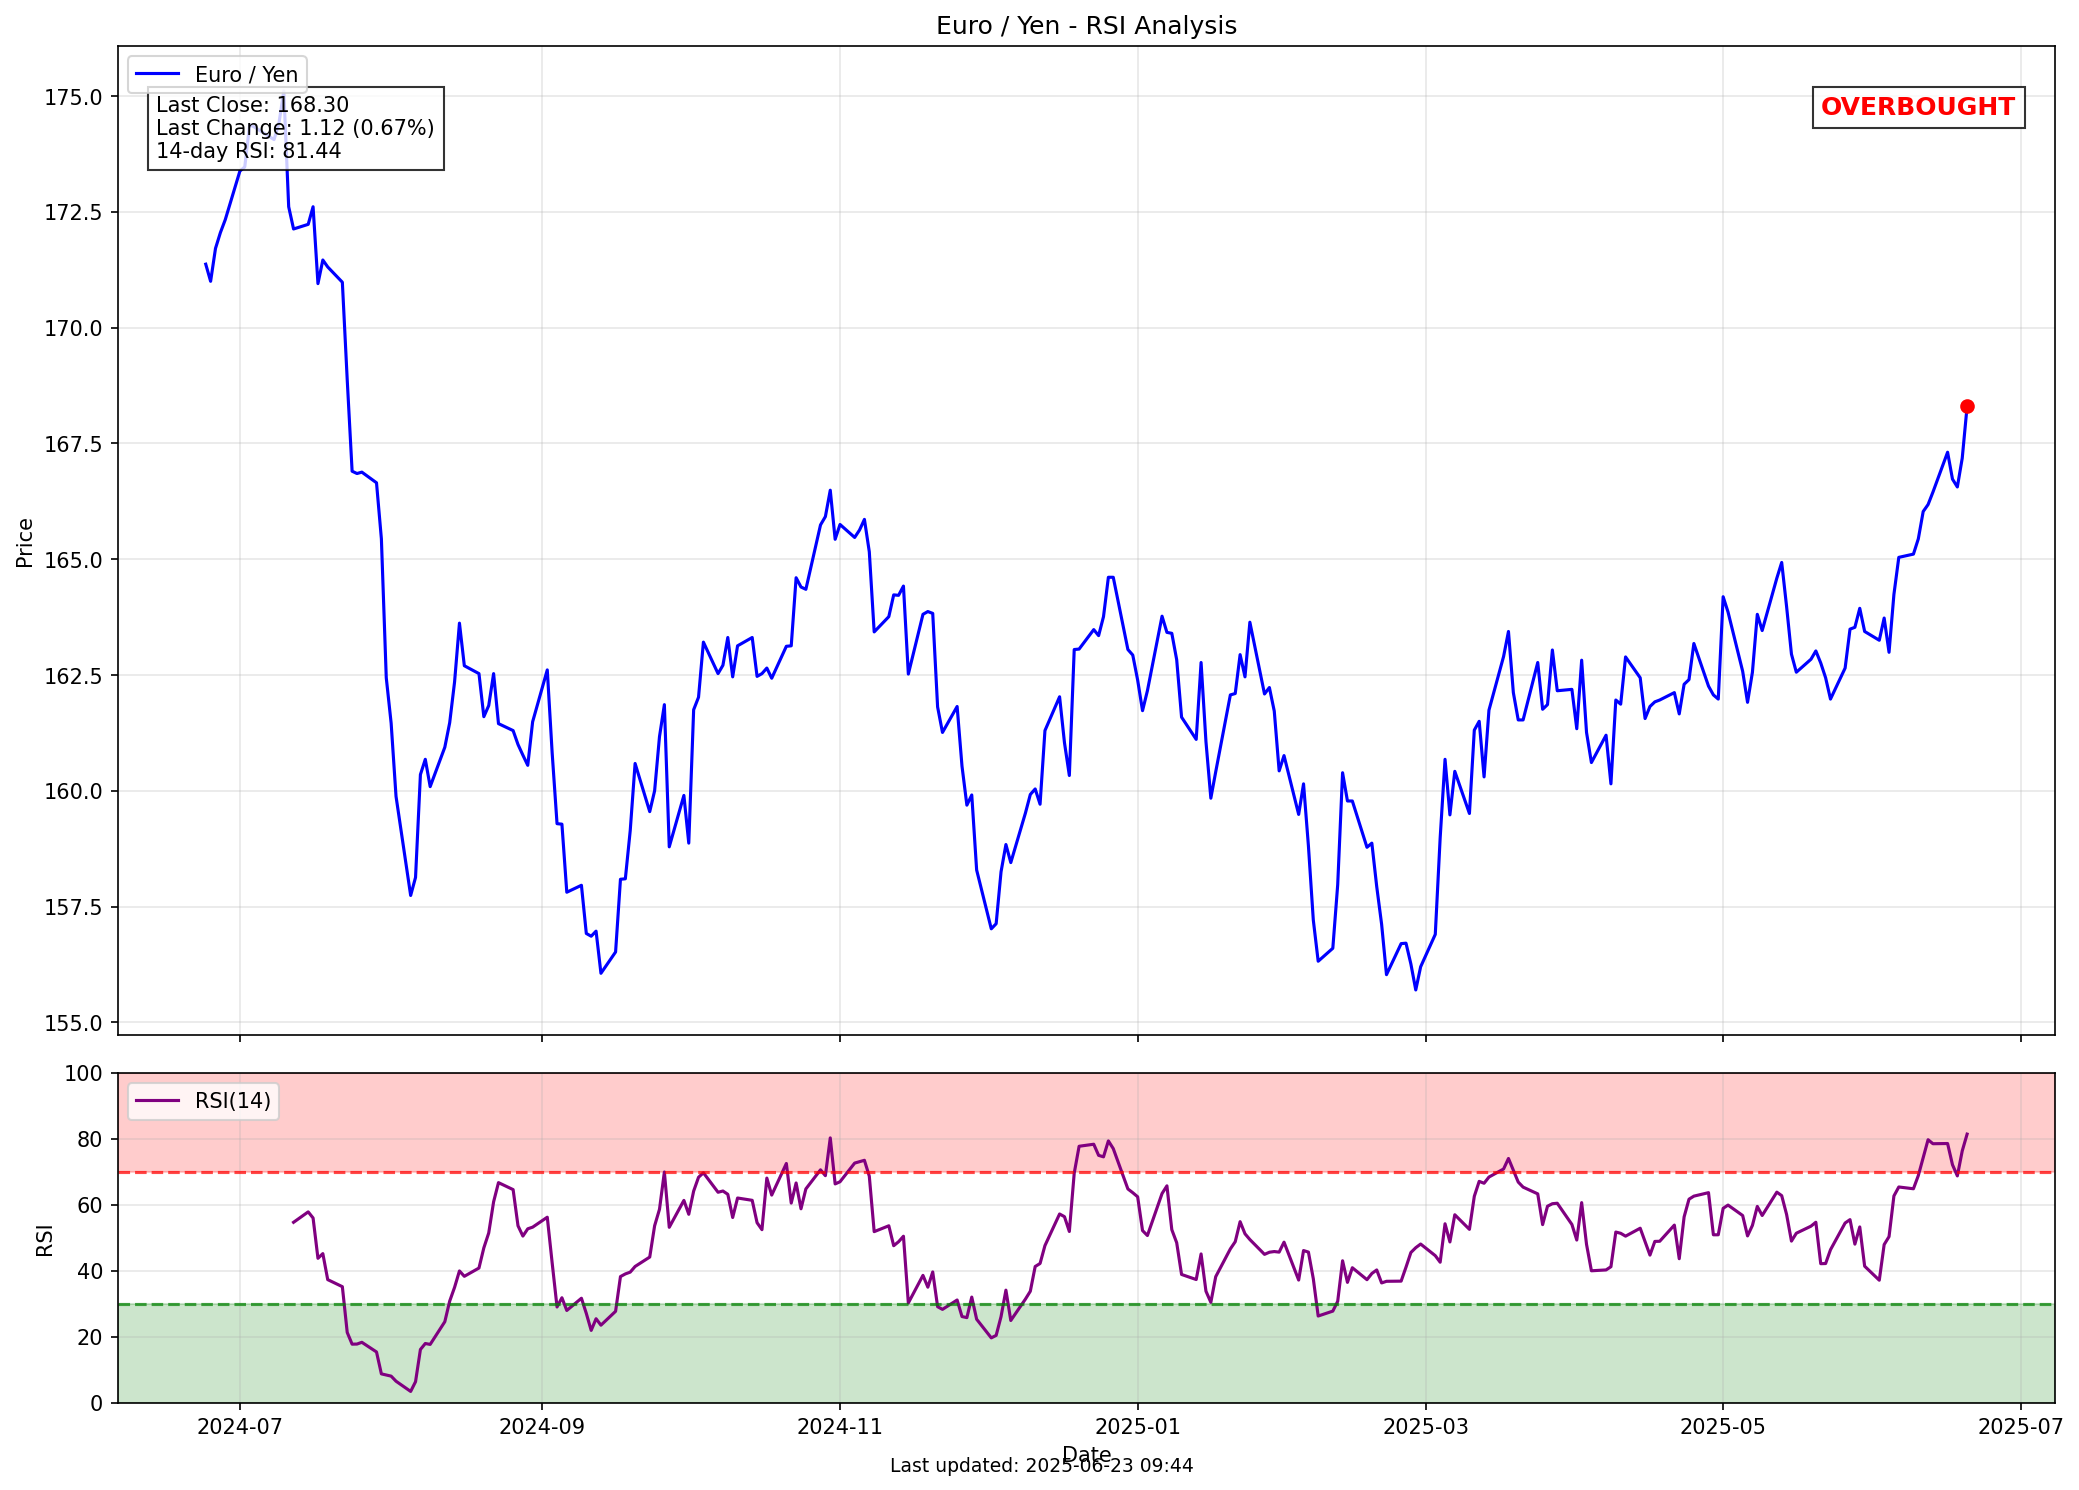 Euro / Yen - RSI Analysis
Euro / Yen
Last Close: 168.30
Last Change: 1.12 (0.67%)
14-day RSI: 81.44
OVERBOUGHT
Price
175.0
172.5
170.0
167.5
165.0
162.5
160.0
157.5
155.0
RSI(14)
RSI
100
80
60
40
20
0
2024-07
2024-09
2024-11
2025-01
2025-03
2025-05
2025-07
Date
Last updated: 2025-06-23 09:44